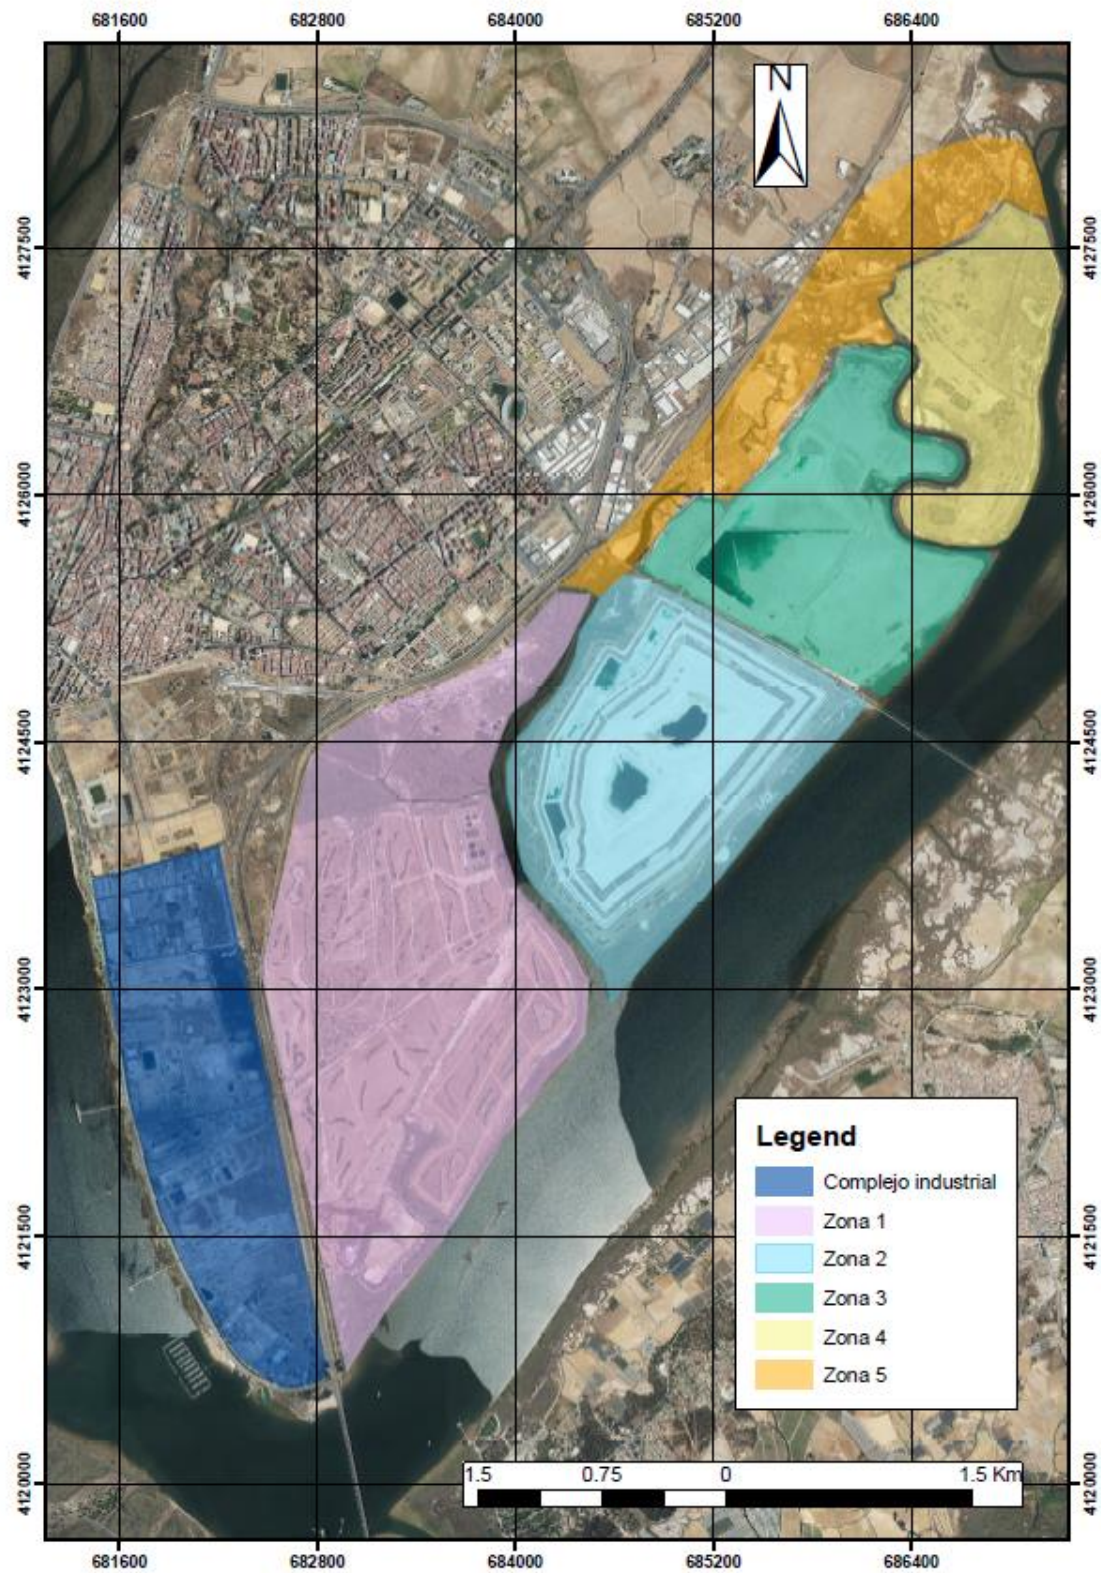 681600 682800 684000 685200 686400
N
4127500 4127500
4126000 4126000
4124500 4124500
4123000 4123000
Legend
Complejo industrial
Zona 1
4121500 4121500
Zona 2
Zona 3
Zona 4
Zona 5
1.5 0.75 0 1.5 Km
4120000 4120000
681600 682800 684000 685200 686400